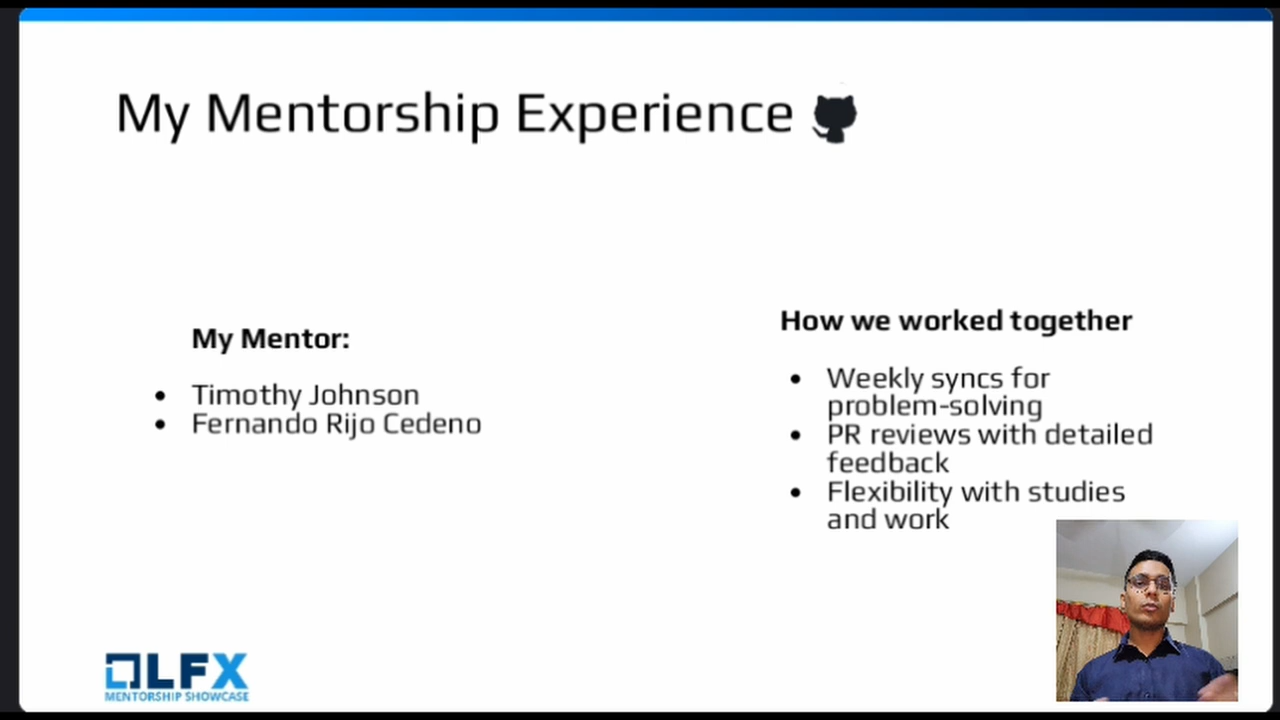 My Mentorship Experience
My Mentor:
Timothy Johnson
Fernando Rijo Cedeno
How we worked together
Weekly syncs for
problem-solving
PR reviews with detailed
feedback
Flexibility with studies
and work
LFX
MENTORSHIP SHOWCASE